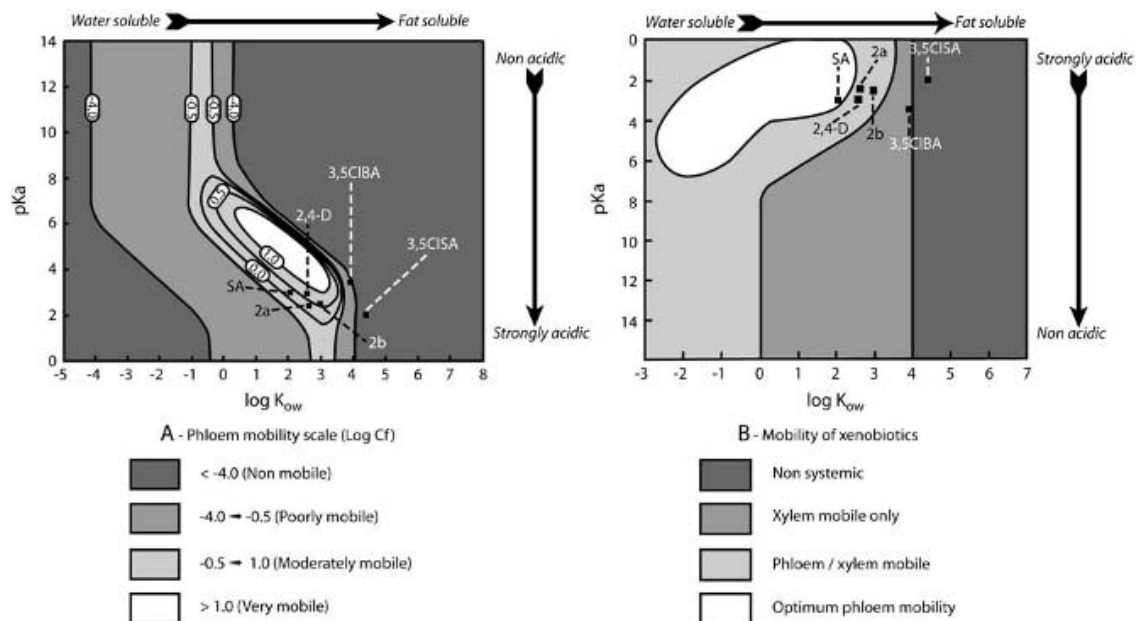 Water soluble
Fat soluble
14
12
10
8
6
4
2
0
pKa
-4.0
-0.5
-0.5
-4.0
0.5
0.0
1.0
3,5ClBA
2,4-D
3,5ClSA
SA
2a
2b
Non acidic
Strongly acidic
-5 -4 -3 -2 -1 0 1 2 3 4 5 6 7 8
log Kow
A - Phloem mobility scale (Log Cf)
< -4.0 (Non mobile)
-4.0 → -0.5 (Poorly mobile)
-0.5 → 1.0 (Moderately mobile)
> 1.0 (Very mobile)
Water soluble
Fat soluble
0
2
4
6
8
10
12
14
pKa
SA
2a
3,5ClSA
2,4-D
2b
3,5ClBA
Strongly acidic
Non acidic
-3 -2 -1 0 1 2 3 4 5 6 7
log Kow
B - Mobility of xenobiotics
Non systemic
Xylem mobile only
Phloem / xylem mobile
Optimum phloem mobility